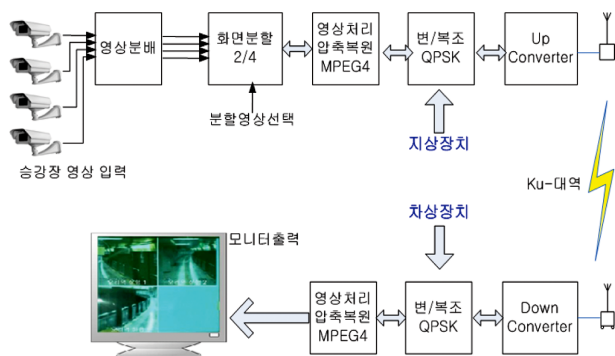 영상분배
화면분할
2/4
영상처리
압축복원
MPEG4
변/복조
QPSK
Up
Converter
분할영상선택
승강장 영상 입력
지상장치
Ku-대역
차상장치
모니터출력
영상처리
압축복원
MPEG4
변/복조
QPSK
Down
Converter